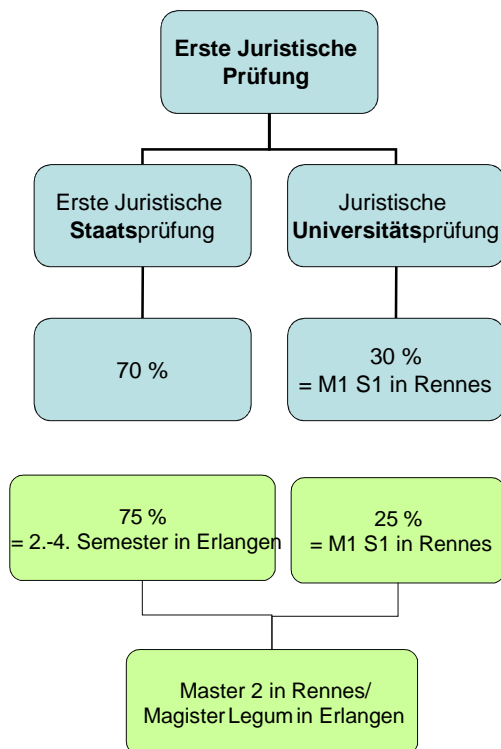 Erste Juristische
Prüfung
Erste Juristische
Staatsprüfung
Juristische
Universitätsprüfung
70 %
30 %
= M1 S1 in Rennes
75 %
= 2.-4. Semester in Erlangen
25 %
= M1 S1 in Rennes
Master 2 in Rennes/
Magister Legum in Erlangen